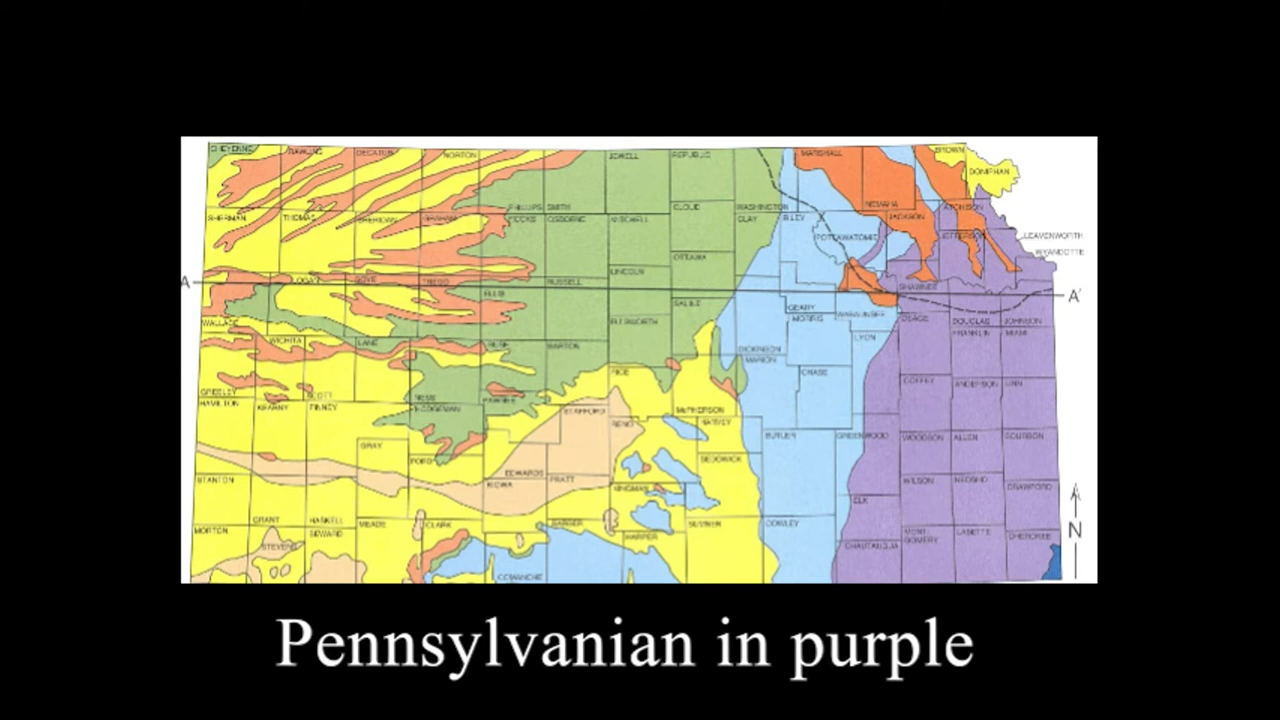 CHEYENNE RAWLINS DECATUR NORTON JEWELL REPUBLIC MARSHALL BROWN
DONIPHAN
SHERMAN THOMAS SHERIDAN GRAHAM PHILLIPS SMITH CLOUD WASHINGTON NEMAHA ATCHISON
ROOKS OSBORNE MITCHELL CLAY RILEY JACKSON
POTTAWATOMIE JEFFERSON LEAVENWORTH
WYANDOTTE
OTTAWA
LINCOLN
A LOGAN GOVE TREGO RUSSELL SHAWNEE A'
ELLIS SALINE GEARY
WALLACE ELLSWORTH MORRIS WABAUNSEE OSAGE DOUGLAS JOHNSON
WICHITA LANE RUSH BARTON DICKINSON LYON FRANKLIN MIAMI
MARION
GREELEY SCOTT RICE CHASE COFFEY ANDERSON LINN
HAMILTON KEARNY FINNEY NESS PAWNEE
HODGEMAN STAFFORD McPHERSON
RENO HARVEY
GRAY BUTLER GREENWOOD WOODSON ALLEN BOURBON
FORD SEDGWICK
STANTON EDWARDS PRATT WILSON NEOSHO
KIOWA KINGMAN CRAWFORD
ELK
GRANT HASKELL MEADE CLARK BARBER SUMNER COWLEY
MORTON SEWARD HARPER MONT- LABETTE CHEROKEE
GOMERY
STEVENS CHAUTAUQUA
COMANCHE
N
Pennsylvanian in purple